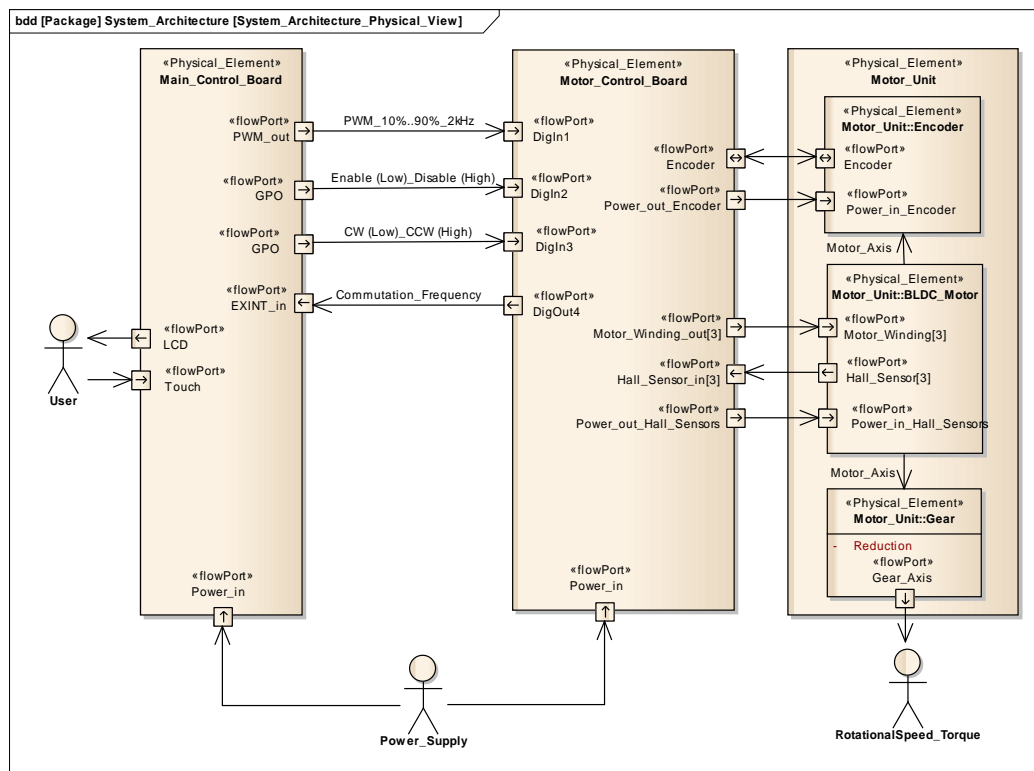 bdd [Package] System_Architecture [System_Architecture_Physical_View]
«Physical_Element»
Main_Control_Board
«flowPort»
PWM_out
«flowPort»
GPO
«flowPort»
GPO
«flowPort»
EXINT_in
«flowPort»
LCD
«flowPort»
Touch
«flowPort»
Power_in
User
PWM_10%..90%_2kHz
Enable (Low)_Disable (High)
CW (Low)_CCW (High)
Commutation_Frequency
«Physical_Element»
Motor_Control_Board
«flowPort»
DigIn1
«flowPort»
DigIn2
«flowPort»
DigIn3
«flowPort»
DigOut4
«flowPort»
Encoder
«flowPort»
Power_out_Encoder
«flowPort»
Motor_Winding_out[3]
«flowPort»
Hall_Sensor_in[3]
«flowPort»
Power_out_Hall_Sensors
«flowPort»
Power_in
Power_Supply
«Physical_Element»
Motor_Unit
«Physical_Element»
Motor_Unit::Encoder
«flowPort»
Encoder
«flowPort»
Power_in_Encoder
Motor_Axis
«Physical_Element»
Motor_Unit::BLDC_Motor
«flowPort»
Motor_Winding[3]
«flowPort»
Hall_Sensor[3]
«flowPort»
Power_in_Hall_Sensors
Motor_Axis
«Physical_Element»
Motor_Unit::Gear
- Reduction
«flowPort»
Gear_Axis
RotationalSpeed_Torque